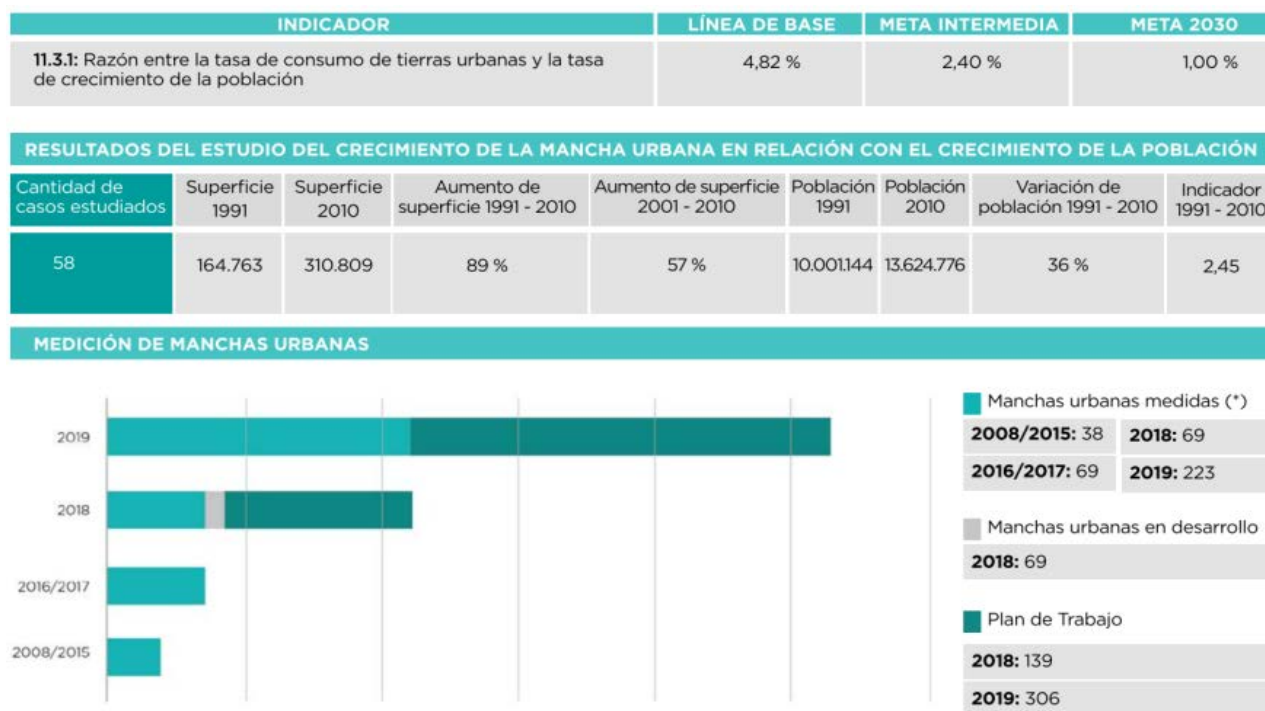 INDICADOR
LÍNEA DE BASE
META INTERMEDIA
META 2030
11.3.1: Razón entre la tasa de consumo de tierras urbanas y la tasa
de crecimiento de la población
4,82 %
2,40 %
1,00 %
RESULTADOS DEL ESTUDIO DEL CRECIMIENTO DE LA MANCHA URBANA EN RELACIÓN CON EL CRECIMIENTO DE LA POBLACIÓN
Cantidad de
casos estudiados
Superficie
1991
Superficie
2010
Aumento de
superficie 1991 - 2010
Aumento de superficie
2001 - 2010
Población
1991
Población
2010
Variación de
población 1991 - 2010
Indicador
1991 - 2010
58
164.763
310.809
89 %
57 %
10.001.144
13.624.776
36 %
2,45
MEDICIÓN DE MANCHAS URBANAS
2019
2018
2016/2017
2008/2015
Manchas urbanas medidas (*)
2008/2015: 38
2018: 69
2016/2017: 69
2019: 223
Manchas urbanas en desarrollo
2018: 69
Plan de Trabajo
2018: 139
2019: 306